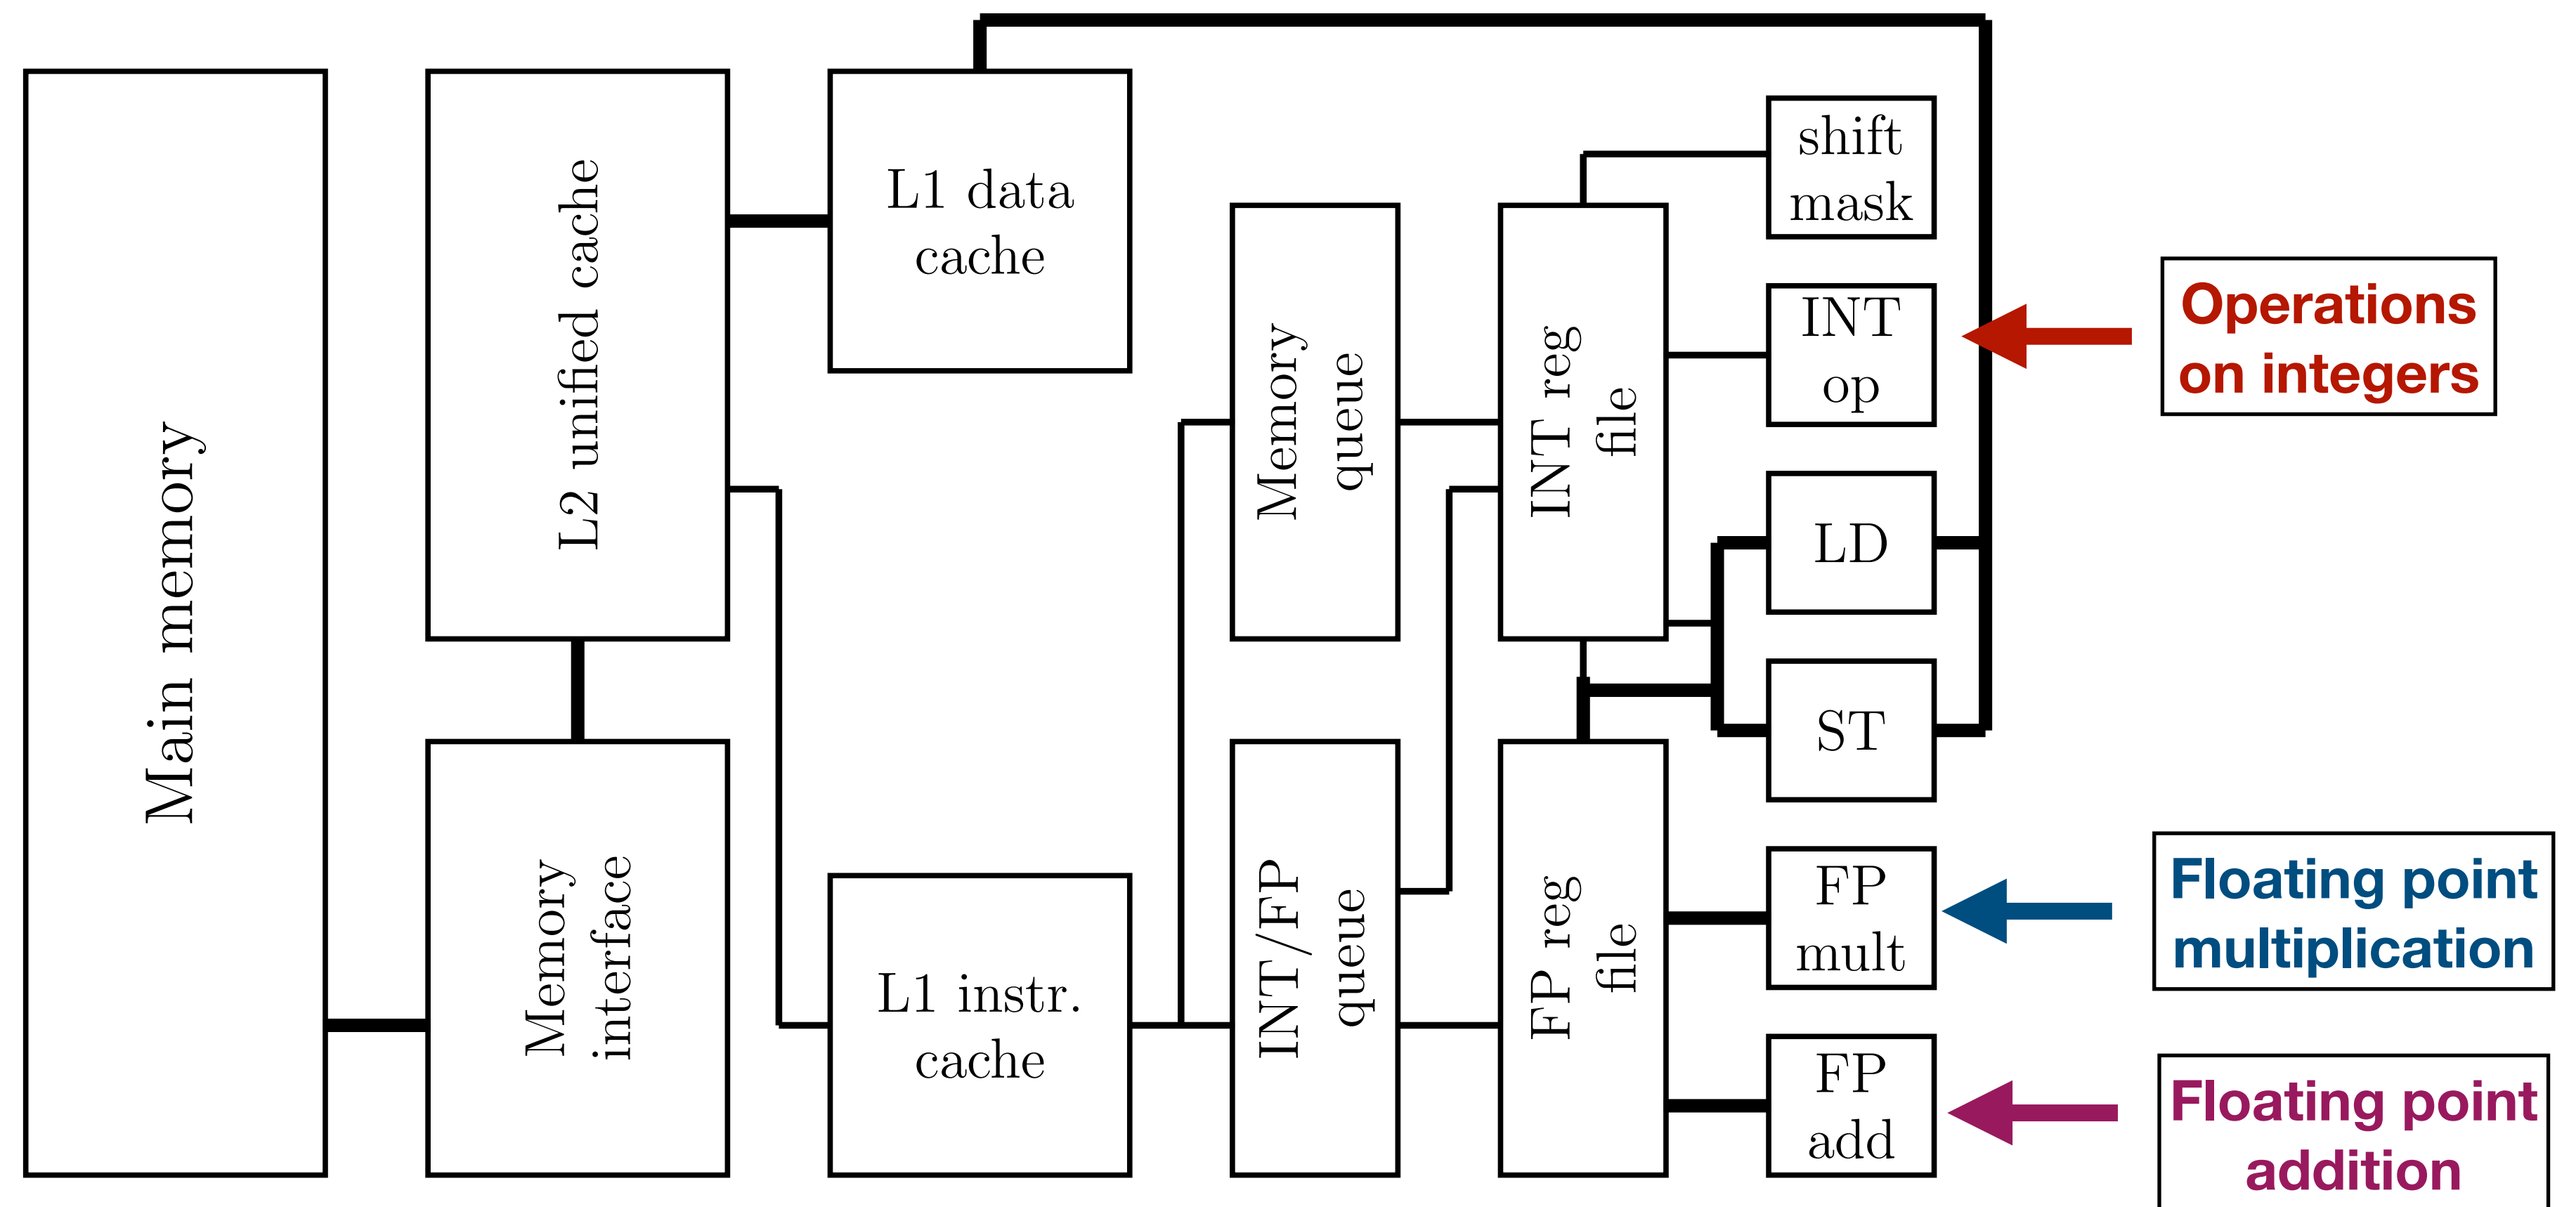 Main memory
L2 unified cache
Memory
interface
L1 data
cache
L1 instr.
cache
Memory
queue
INT/FP
queue
INT reg
file
FP reg
file
shift
mask
INT
op
LD
ST
FP
mult
FP
add
Operations
on integers
Floating point
multiplication
Floating point
addition